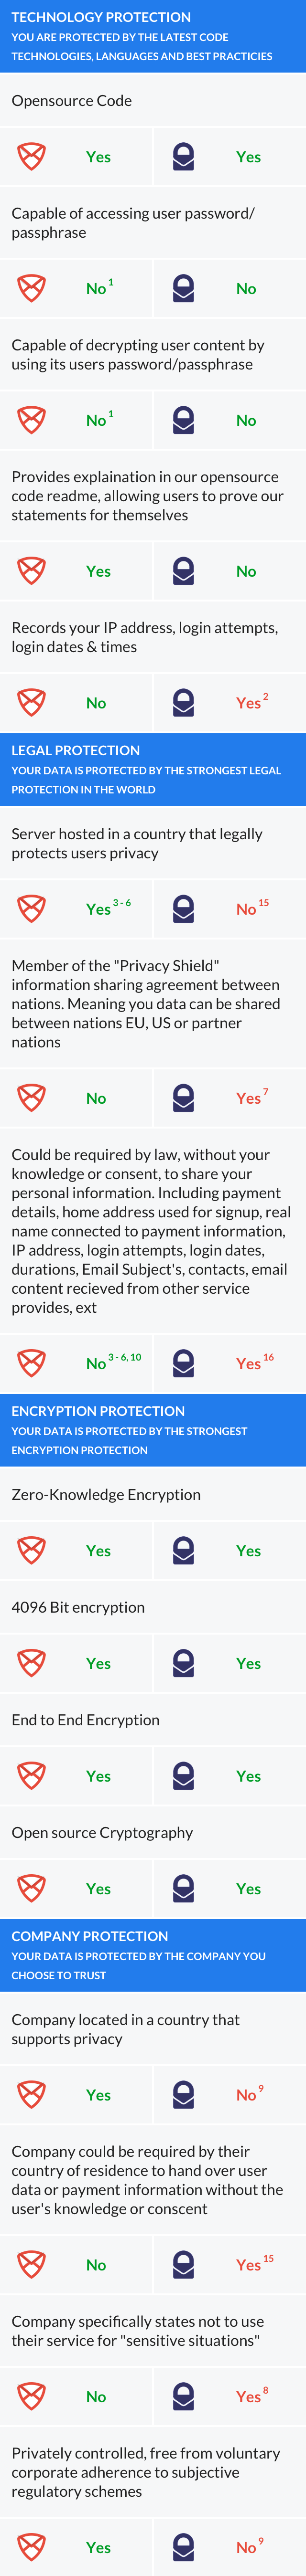 TECHNOLOGY PROTECTION
YOU ARE PROTECTED BY THE LATEST CODE
TECHNOLOGIES, LANGUAGES AND BEST PRACTICIES
Opensource Code
Yes Yes
Capable of accessing user password/
passphrase
No 1 No
Capable of decrypting user content by
using its users password/passphrase
No 1 No
Provides explaination in our opensource
code readme, allowing users to prove our
statements for themselves
Yes No
Records your IP address, login attempts,
login dates & times
No Yes 2
LEGAL PROTECTION
YOUR DATA IS PROTECTED BY THE STRONGEST LEGAL
PROTECTION IN THE WORLD
Server hosted in a country that legally
protects users privacy
Yes 3 - 6 No 15
Member of the "Privacy Shield"
information sharing agreement between
nations. Meaning you data can be shared
between nations EU, US or partner
nations
No Yes 7
Could be required by law, without your
knowledge or consent, to share your
personal information. Including payment
details, home address used for signup, real
name connected to payment information,
IP address, login attempts, login dates,
durations, Email Subject's, contacts, email
content recieved from other service
provides, ext
No 3 - 6, 10 Yes 16
ENCRYPTION PROTECTION
YOUR DATA IS PROTECTED BY THE STRONGEST
ENCRYPTION PROTECTION
Zero-Knowledge Encryption
Yes Yes
4096 Bit encryption
Yes Yes
End to End Encryption
Yes Yes
Open source Cryptography
Yes Yes
COMPANY PROTECTION
YOUR DATA IS PROTECTED BY THE COMPANY YOU
CHOOSE TO TRUST
Company located in a country that
supports privacy
Yes No 9
Company could be required by their
country of residence to hand over user
data or payment information without the
user's knowledge or conscent
No Yes 15
Company specifically states not to use
their service for "sensitive situations"
No Yes 8
Privately controlled, free from voluntary
corporate adherence to subjective
regulatory schemes
Yes No 9